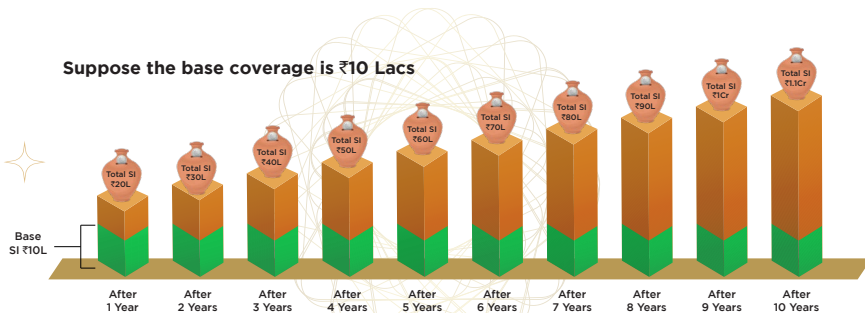 Suppose the base coverage is ₹10 Lacs
Total SI
₹20L
Total SI
₹30L
Total SI
₹40L
Total SI
₹50L
Total SI
₹60L
Total SI
₹70L
Total SI
₹80L
Total SI
₹90L
Total SI
₹1Cr
Total SI
₹1.1Cr
Base
SI ₹10L
After
1 Year
After
2 Years
After
3 Years
After
4 Years
After
5 Years
After
6 Years
After
7 Years
After
8 Years
After
9 Years
After
10 Years